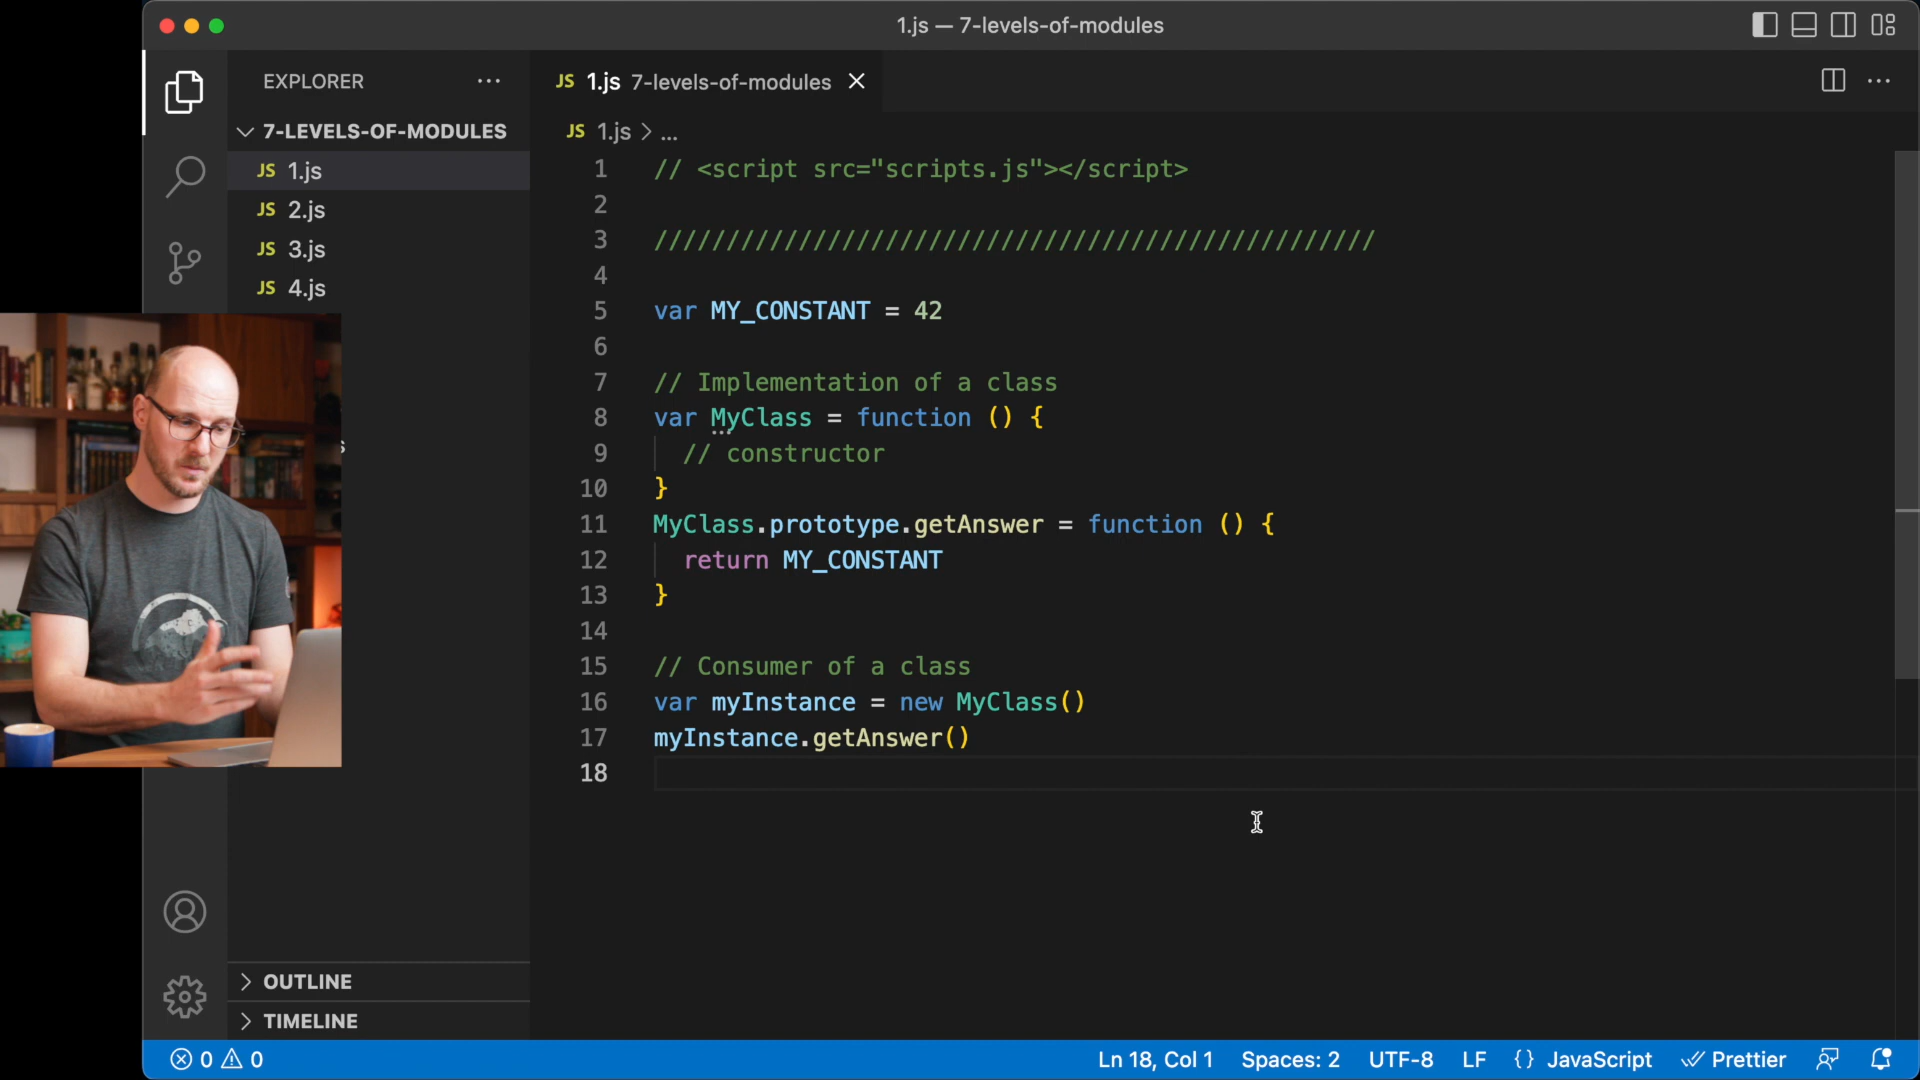 1.js — 7-levels-of-modules
EXPLORER
7-LEVELS-OF-MODULES
JS 1.js
JS 2.js
JS 3.js
JS 4.js
OUTLINE
TIMELINE
JS 1.js 7-levels-of-modules
JS 1.js > ...
1 // <script src="scripts.js"></script>
2
3 //////////////////////////////////////////////////
4
5 var MY_CONSTANT = 42
6
7 // Implementation of a class
8 var MyClass = function () {
9 // constructor
10 }
11 MyClass.prototype.getAnswer = function () {
12 return MY_CONSTANT
13 }
14
15 // Consumer of a class
16 var myInstance = new MyClass()
17 myInstance.getAnswer()
18
0 0 Ln 18, Col 1 Spaces: 2 UTF-8 LF {} JavaScript Prettier